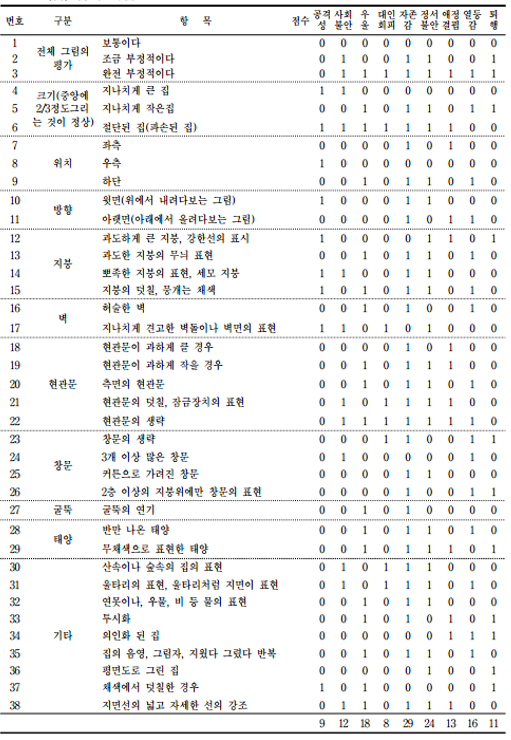 번호 구분 항 목 점수 공격성 사회불안 우울 대인회피 자존감 정서불안 애정결핍 열등감 퇴행
1 전체 그림의 평가 보통이다 0 0 0 0 0 0 0 0 0
2 조금 부정적이다 0 1 0 0 1 1 0 0 1
3 완전 부정적이다 0 1 1 1 1 1 1 1 1
4 크기(중앙에 2/3정도그리는 것이 정상) 지나치게 큰 집 1 1 0 0 0 0 0 0 0
5 지나치게 작은집 0 0 1 0 1 1 0 1 1
6 절단된 집(파손된 집) 1 1 1 1 1 1 1 0 0
7 위치 좌측 0 0 0 0 1 0 1 0 0
8 우측 1 0 0 0 0 0 0 0 0
9 하단 0 0 1 0 1 1 0 1 0
10 방향 윗면(위에서 내려다보는 그림) 1 0 0 0 1 1 0 0 0
11 아랫면(아래에서 올려다보는 그림) 0 0 0 0 1 0 1 1 0
12 지붕 과도하게 큰 지붕, 강한선의 표시 1 0 0 0 0 1 1 0 1
13 과도한 지붕의 무늬 표현 0 0 1 0 1 1 0 1 0
14 뾰족한 지붕의 표현, 세모 지붕 1 1 0 0 1 1 0 0 0
15 지붕의 덧칠, 뭉개는 채색 1 0 1 0 1 1 0 1 0
16 벽 허술한 벽 0 0 1 0 1 0 0 1 0
17 지나치게 견고한 벽돌이나 벽면의 표현 1 1 0 1 0 1 0 0 0
18 현관문 현관문이 과하게 클 경우 0 0 0 0 1 0 1 0 0
19 현관문이 과하게 작을 경우 0 0 1 0 1 1 1 0 0
20 측면의 현관문 0 0 1 0 1 1 0 1 0
21 현관문의 덧칠, 잠금장치의 표현 0 1 0 1 1 1 1 0 0
22 현관문의 생략 0 1 1 1 1 1 1 1 0
23 창문 창문의 생략 0 0 0 1 1 0 0 1 1
24 3개 이상 많은 창문 0 1 0 0 0 0 0 1 0
25 커튼으로 가려진 창문 0 0 0 0 1 1 0 0 0
26 2층 이상의 지붕위에만 창문의 표현 0 0 0 0 1 0 0 1 1
27 굴뚝 굴뚝의 연기 0 0 1 0 1 0 0 0 0
28 태양 반만 나온 태양 0 0 1 0 1 1 0 1 0
29 무채색으로 표현한 태양 0 0 1 0 1 1 1 0 1
30 기타 산속이나 숲속의 집의 표현 0 1 0 1 1 1 0 0 0
31 울타리의 표현, 울타리처럼 지면이 표현 0 1 0 1 1 1 0 1 0
32 연못이나, 우물, 비 등 물의 표현 0 0 1 0 1 1 0 0 0
33 투시화 0 0 1 0 1 0 1 0 1
34 의인화 된 집 0 0 0 0 0 0 1 1 1
35 집의 음영, 그림자, 지웠다 그렸다 반복 0 0 1 0 1 1 0 1 0
36 평면도로 그린 집 0 0 0 0 0 1 0 0 1
37 채색에서 덧칠한 경우 1 0 1 0 0 0 0 0 1
38 지면선의 넓고 자세한 선의 강조 0 1 1 0 1 1 1 0 0
9 12 18 8 29 24 13 16 11